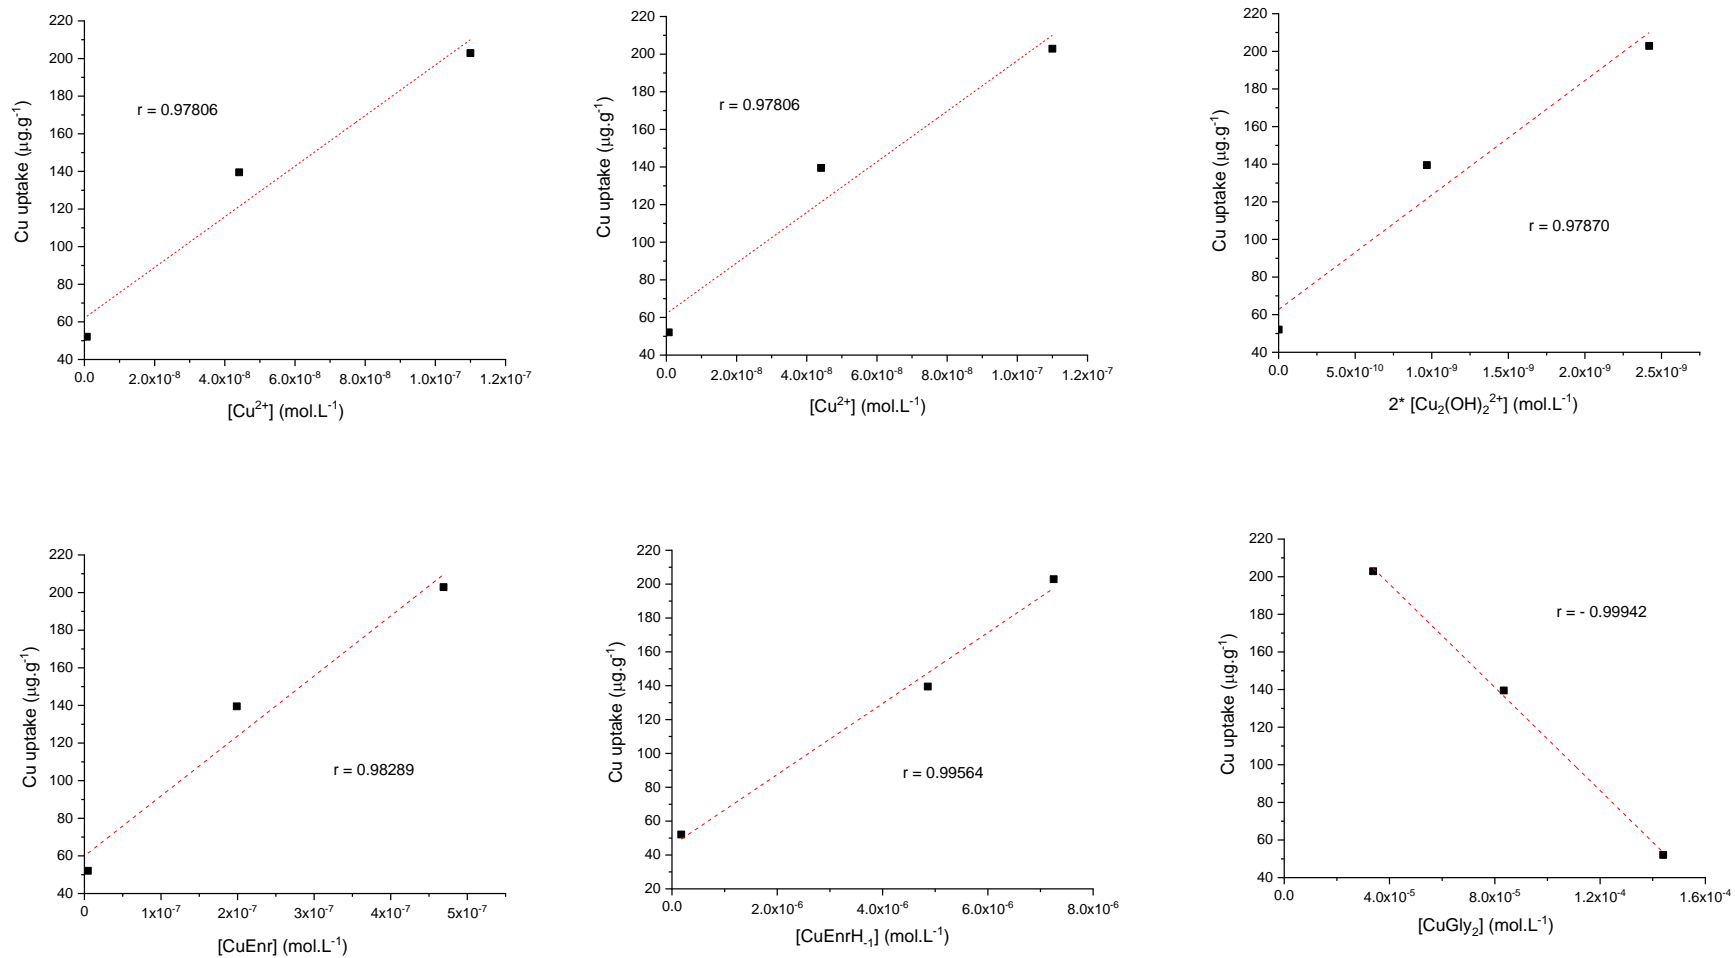 220
200
180
160
140
120
100
80
60
40
Cu uptake (μg.g⁻¹)
r = 0.97806
0.0 2.0x10⁻⁸ 4.0x10⁻⁸ 6.0x10⁻⁸ 8.0x10⁻⁸ 1.0x10⁻⁷ 1.2x10⁻⁷
[Cu²⁺] (mol.L⁻¹)
220
200
180
160
140
120
100
80
60
40
Cu uptake (μg.g⁻¹)
r = 0.97806
0.0 2.0x10⁻⁸ 4.0x10⁻⁸ 6.0x10⁻⁸ 8.0x10⁻⁸ 1.0x10⁻⁷ 1.2x10⁻⁷
[Cu²⁺] (mol.L⁻¹)
220
200
180
160
140
120
100
80
60
40
Cu uptake (μg.g⁻¹)
r = 0.97870
0.0 5.0x10⁻¹⁰ 1.0x10⁻⁹ 1.5x10⁻⁹ 2.0x10⁻⁹ 2.5x10⁻⁹
2* [Cu₂(OH)₂²⁺] (mol.L⁻¹)
220
200
180
160
140
120
100
80
60
40
Cu uptake (μg.g⁻¹)
r = 0.98289
0 1x10⁻⁷ 2x10⁻⁷ 3x10⁻⁷ 4x10⁻⁷ 5x10⁻⁷
[CuEnr] (mol.L⁻¹)
220
200
180
160
140
120
100
80
60
40
20
Cu uptake (μg.g⁻¹)
r = 0.99564
0.0 2.0x10⁻⁶ 4.0x10⁻⁶ 6.0x10⁻⁶ 8.0x10⁻⁶
[CuEnrH₋₁] (mol.L⁻¹)
220
200
180
160
140
120
100
80
60
40
Cu uptake (μg.g⁻¹)
r = - 0.99942
0.0 4.0x10⁻⁵ 8.0x10⁻⁵ 1.2x10⁻⁴ 1.6x10⁻⁴
[CuGly₂] (mol.L⁻¹)